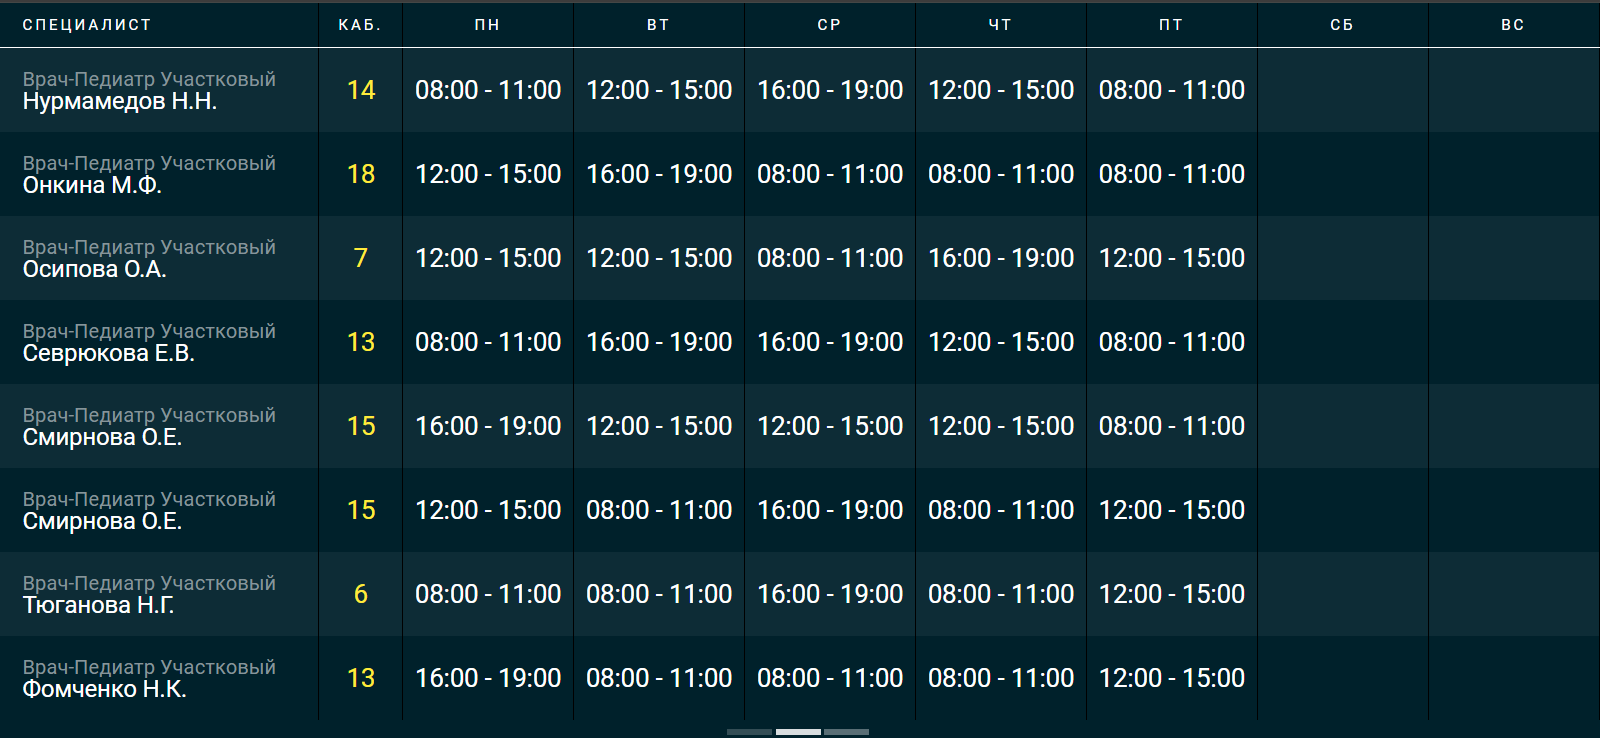 СПЕЦИАЛИСТ КАБ. ПН ВТ СР ЧТ ПТ СБ ВС
Врач-Педиатр Участковый
Нурмамедов Н.Н. 14 08:00 - 11:00 12:00 - 15:00 16:00 - 19:00 12:00 - 15:00 08:00 - 11:00
Врач-Педиатр Участковый
Онкина М.Ф. 18 12:00 - 15:00 16:00 - 19:00 08:00 - 11:00 08:00 - 11:00 08:00 - 11:00
Врач-Педиатр Участковый
Осипова О.А. 7 12:00 - 15:00 12:00 - 15:00 08:00 - 11:00 16:00 - 19:00 12:00 - 15:00
Врач-Педиатр Участковый
Севрюкова Е.В. 13 08:00 - 11:00 16:00 - 19:00 16:00 - 19:00 12:00 - 15:00 08:00 - 11:00
Врач-Педиатр Участковый
Смирнова О.Е. 15 16:00 - 19:00 12:00 - 15:00 12:00 - 15:00 12:00 - 15:00 08:00 - 11:00
Врач-Педиатр Участковый
Смирнова О.Е. 15 12:00 - 15:00 08:00 - 11:00 16:00 - 19:00 08:00 - 11:00 12:00 - 15:00
Врач-Педиатр Участковый
Тюганова Н.Г. 6 08:00 - 11:00 08:00 - 11:00 16:00 - 19:00 08:00 - 11:00 12:00 - 15:00
Врач-Педиатр Участковый
Фомченко Н.К. 13 16:00 - 19:00 08:00 - 11:00 08:00 - 11:00 08:00 - 11:00 12:00 - 15:00